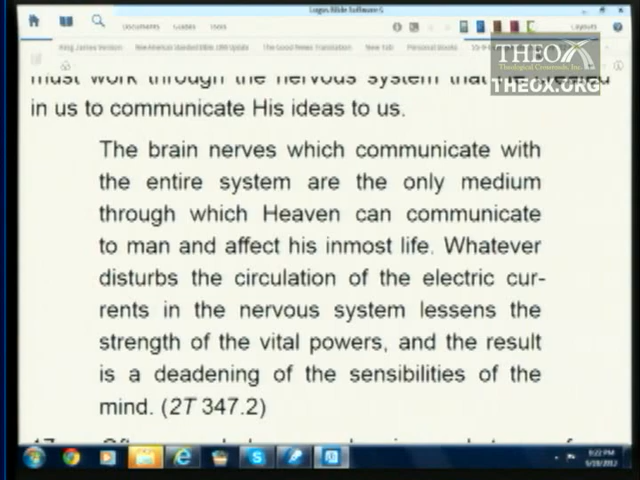 Logos Bible Software 5
Documents Guides Tools
Layouts
King James Version New American Standard Bible: 1995 Update The Good News Translation New Tab Personal Books
THEOX
Theological Crossroads, Inc.
THEOX.ORG
must work through the nervous system that He created
in us to communicate His ideas to us.
The brain nerves which communicate with
the entire system are the only medium
through which Heaven can communicate
to man and affect his inmost life. Whatever
disturbs the circulation of the electric cur-
rents in the nervous system lessens the
strength of the vital powers, and the result
is a deadening of the sensibilities of the
mind. (2T 347.2)
9:22 PM